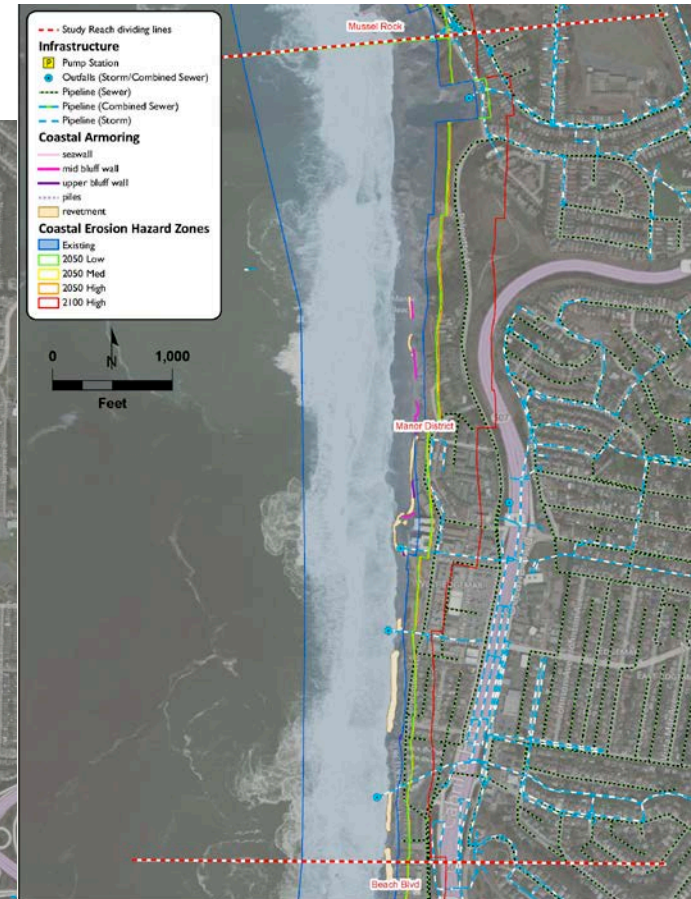 Study Reach dividing lines
Infrastructure
P Pump Station
Outfalls (Storm/Combined Sewer)
Pipeline (Sewer)
Pipeline (Combined Sewer)
Pipeline (Storm)
Coastal Armoring
seawall
mid bluff wall
upper bluff wall
piles
revetment
Coastal Erosion Hazard Zones
Existing
2050 Low
2050 Med
2050 High
2100 High
N
0 1,000
Feet
Mussel Rock
Manor District
Beach Blvd